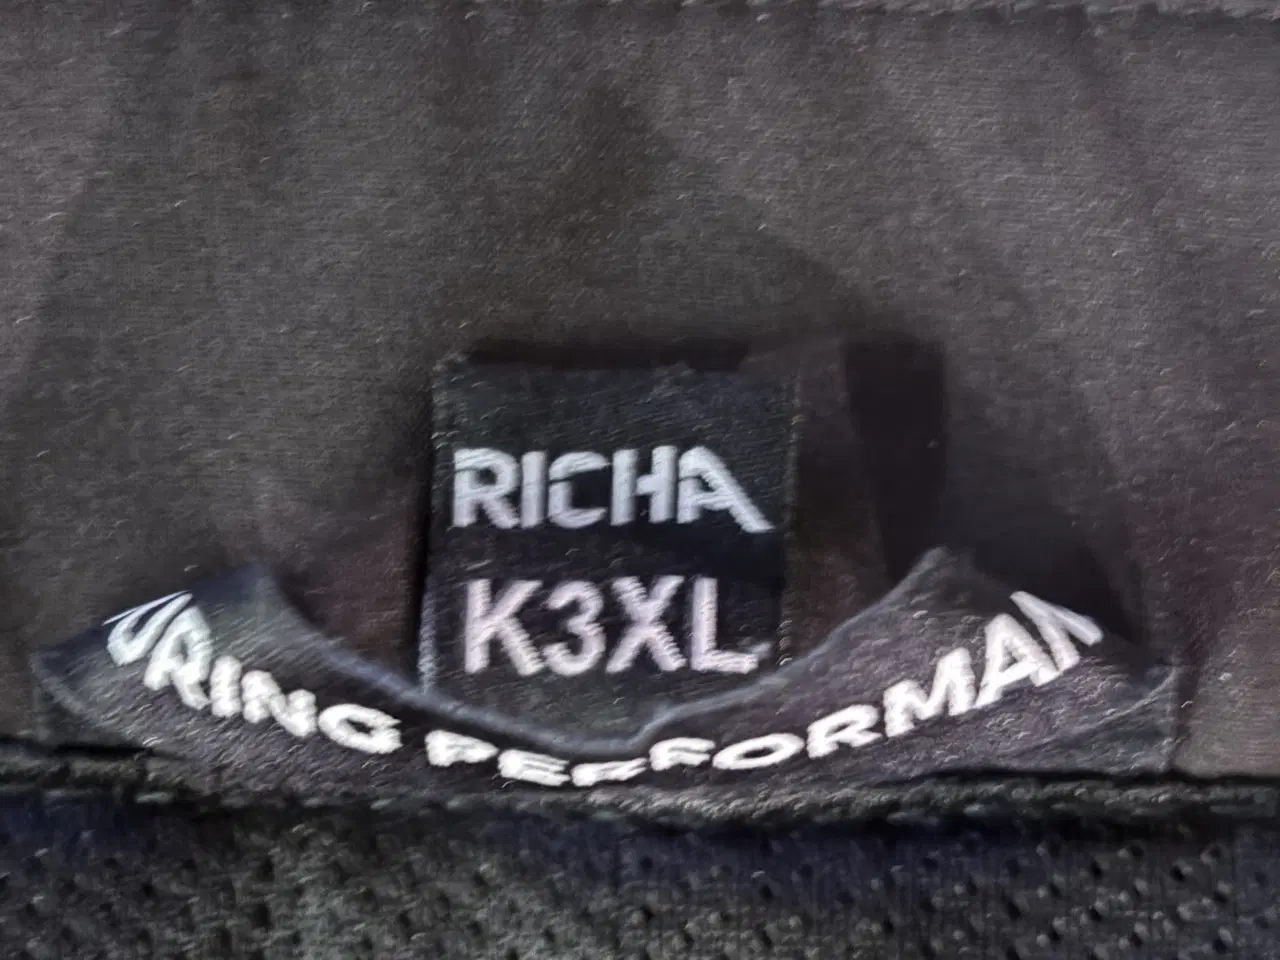 RICHA
K3XL
URING PERFORMAN